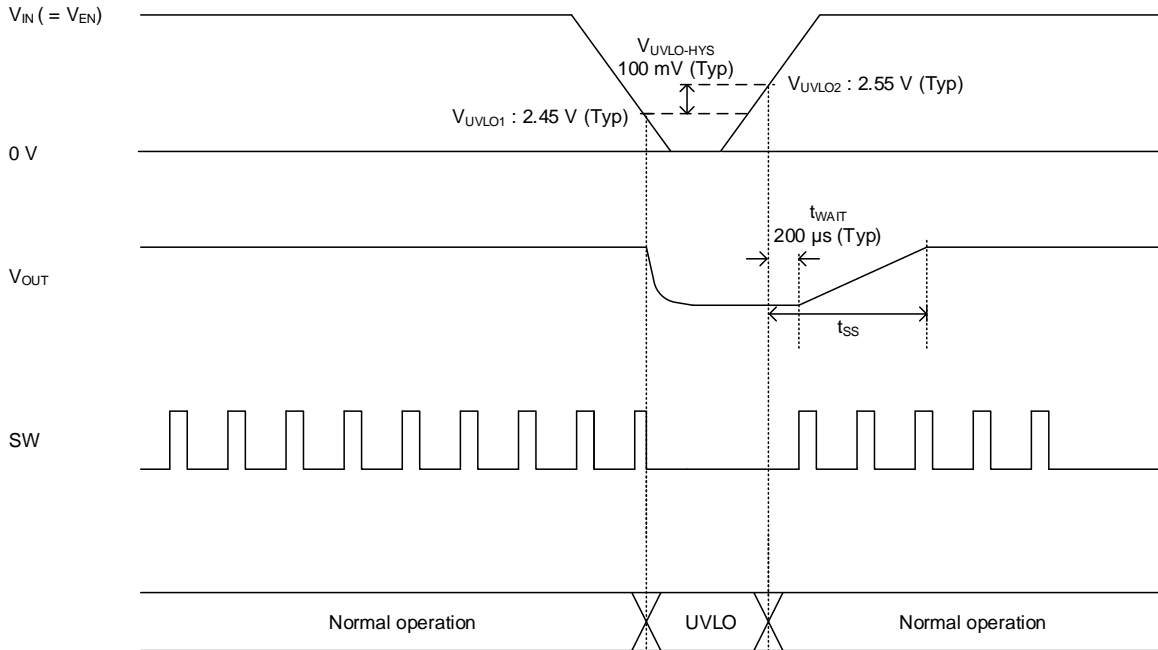 VIN ( = VEN)
VUVLO-HYS
100 mV (Typ)
VUVLO2 : 2.55 V (Typ)
VUVLO1 : 2.45 V (Typ)
0 V
tWAIT
200 µs (Typ)
VOUT
tSS
SW
Normal operation
UVLO
Normal operation